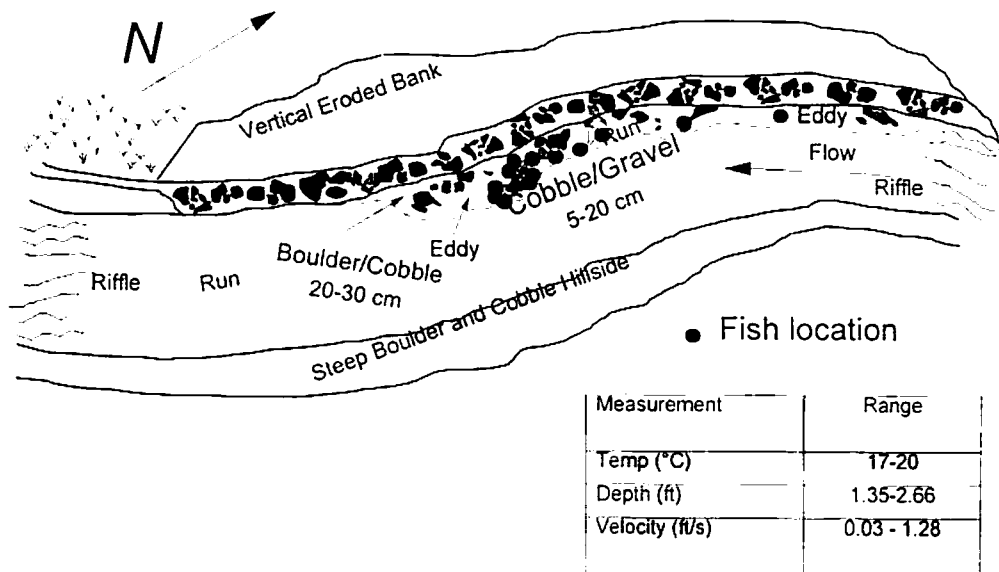 N
Vertical Eroded Bank
Run
Eddy
Flow
Cobble/Gravel
5-20 cm
Riffle
Eddy
Boulder/Cobble
20-30 cm
Riffle
Run
Steep Boulder and Cobble Hillside
Fish location
Measurement Range
Temp (°C) 17-20
Depth (ft) 1.35-2.66
Velocity (ft/s) 0.03 - 1.28